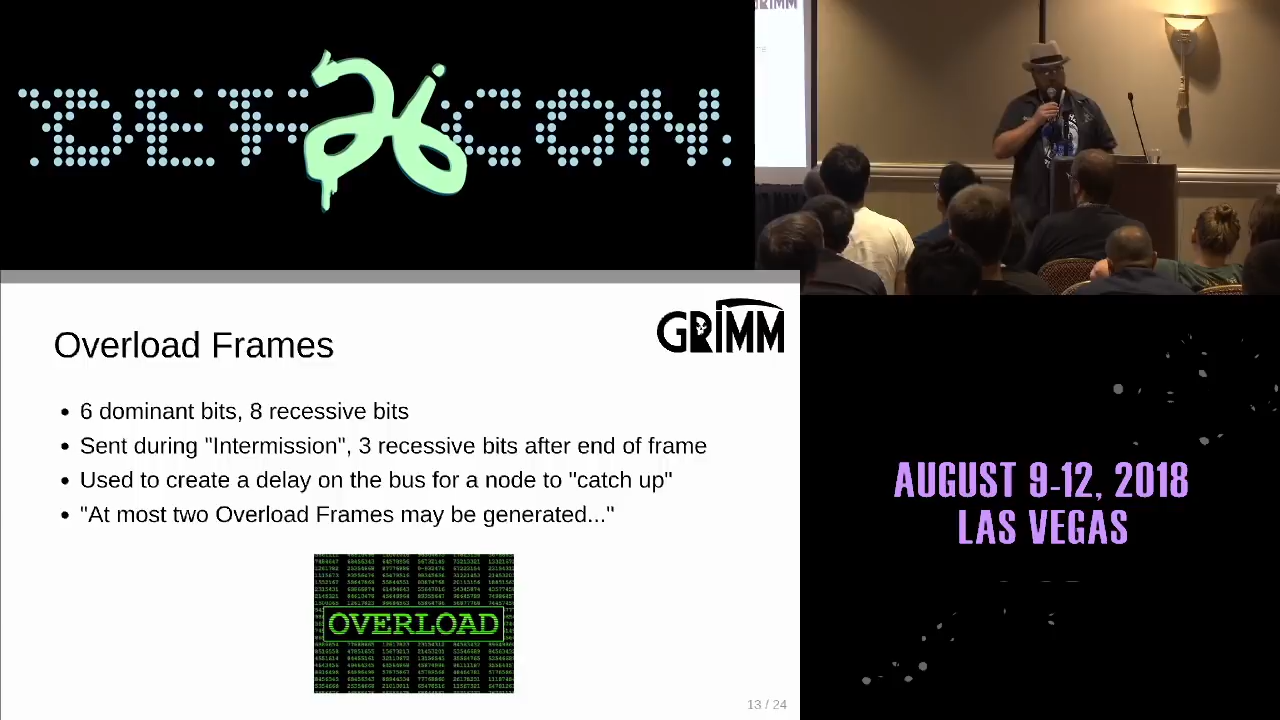 DEF CON 26
GRIMM
Overload Frames
GRIMM
• 6 dominant bits, 8 recessive bits
• Sent during "Intermission", 3 recessive bits after end of frame
• Used to create a delay on the bus for a node to "catch up"
• "At most two Overload Frames may be generated..."
OVERLOAD
13 / 24
AUGUST 9-12, 2018
LAS VEGAS